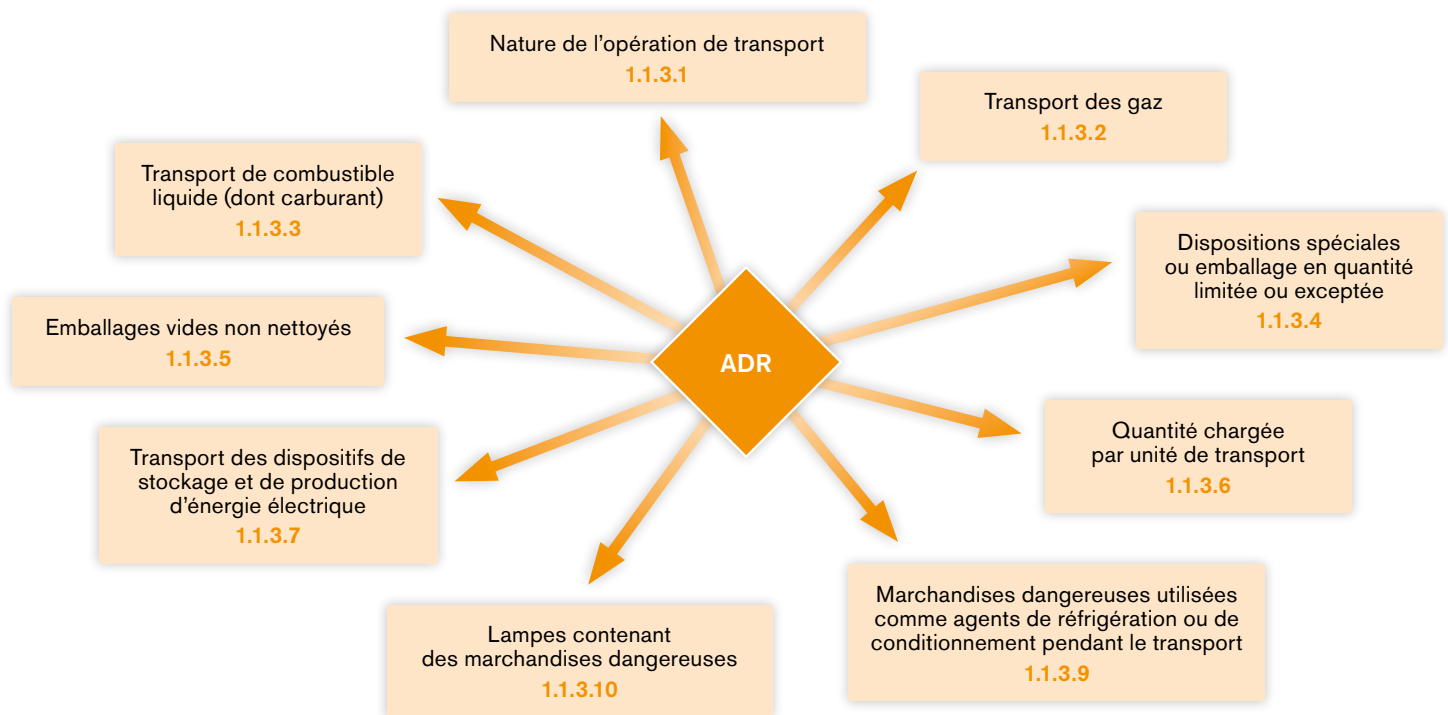 Nature de l’opération de transport
1.1.3.1
Transport des gaz
1.1.3.2
Transport de combustible
liquide (dont carburant)
1.1.3.3
Dispositions spéciales
ou emballage en quantité
limitée ou exceptée
1.1.3.4
Emballages vides non nettoyés
1.1.3.5
ADR
Quantité chargée
par unité de transport
1.1.3.6
Transport des dispositifs de
stockage et de production
d’énergie électrique
1.1.3.7
Marchandises dangereuses utilisées
comme agents de réfrigération ou de
conditionnement pendant le transport
1.1.3.9
Lampes contenant
des marchandises dangereuses
1.1.3.10